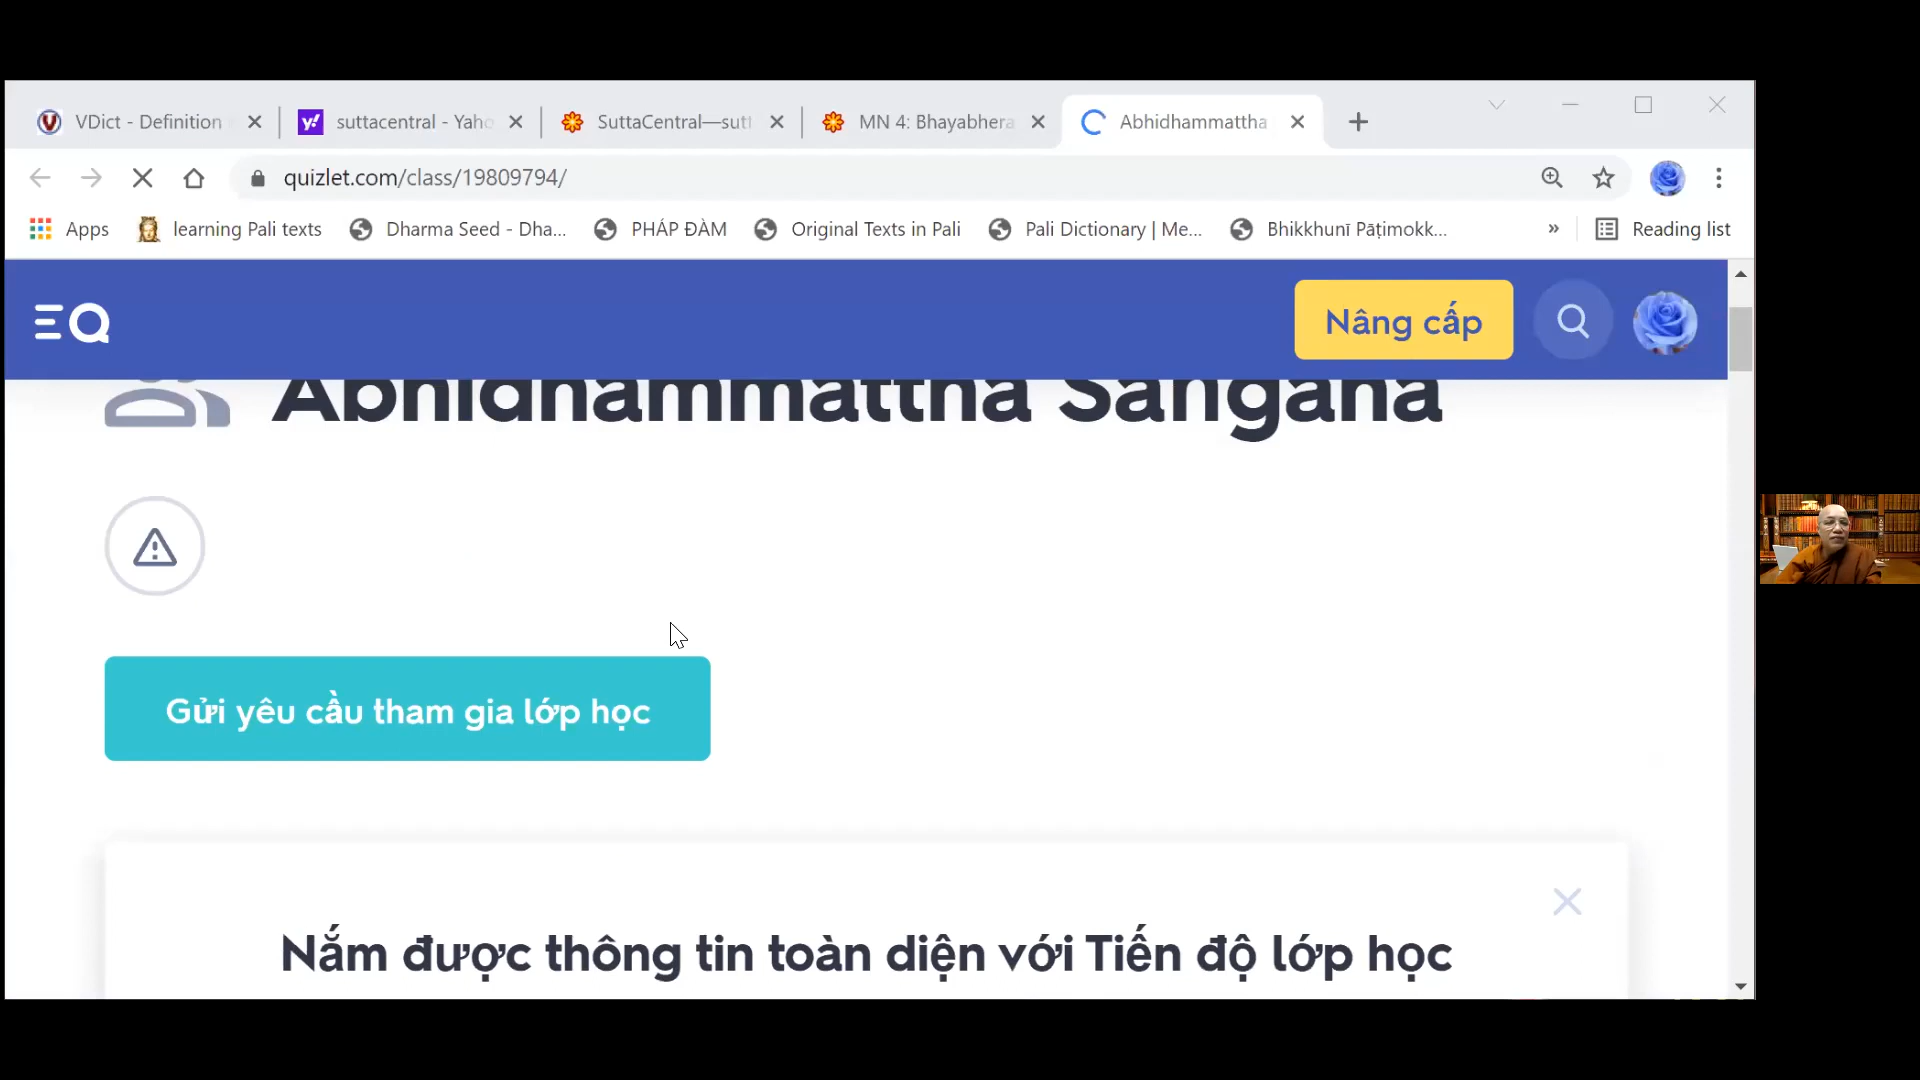 VDict - Definition
suttacentral - Yaho
SuttaCentral—sutt
MN 4: Bhayabhera
Abhidhammattha
quizlet.com/class/19809794/
Apps
learning Pali texts
Dharma Seed - Dha...
PHÁP ĐÀM
Original Texts in Pali
Pali Dictionary | Me...
Bhikkhunī Pāṭimokk...
»
Reading list
Q
Nâng cấp
Abhidhammattha Sangaha
Gửi yêu cầu tham gia lớp học
Nắm được thông tin toàn diện với Tiến độ lớp học